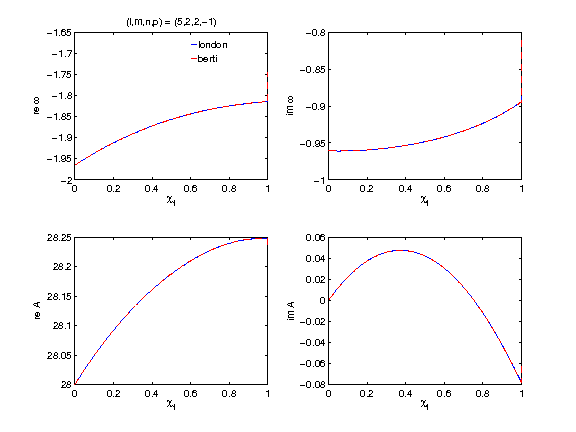 (l,m,n,p) = (5,2,2,−1)
−1.65
−1.7
−1.75
−1.8
−1.85
−1.9
−1.95
−2
re ω
london
berti
0 0.2 0.4 0.6 0.8 1
χf
−0.8
−0.85
−0.9
−0.95
−1
im ω
0 0.2 0.4 0.6 0.8 1
χf
28.25
28.2
28.15
28.1
28.05
28
re A
0 0.2 0.4 0.6 0.8 1
χf
0.06
0.04
0.02
0
−0.02
−0.04
−0.06
−0.08
im A
0 0.2 0.4 0.6 0.8 1
χf